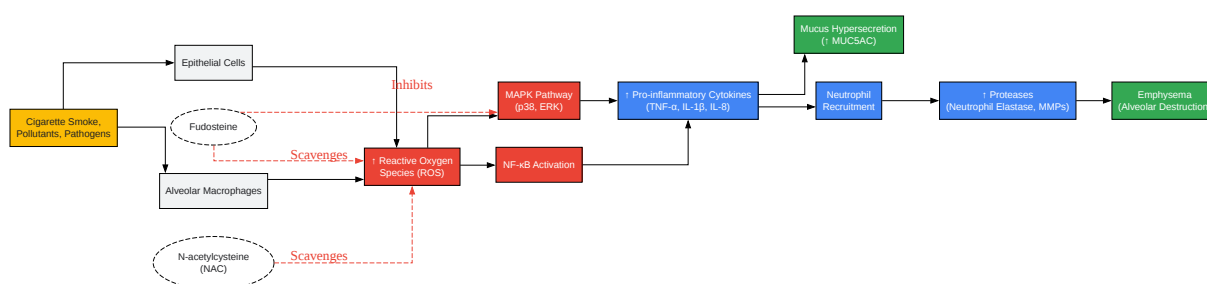 Mucus Hypersecretion
(↑ MUC5AC)
Epithelial Cells
Inhibits
MAPK Pathway
(p38, ERK)
↑ Pro-inflammatory Cytokines
(TNF-α, IL-1β, IL-8)
Neutrophil
Recruitment
↑ Proteases
(Neutrophil Elastase, MMPs)
Emphysema
(Alveolar Destruction)
Cigarette Smoke,
Pollutants, Pathogens
Fudosteine
Scavenges
↑ Reactive Oxygen
Species (ROS)
NF-κB Activation
Alveolar Macrophages
N-acetylcysteine
(NAC)
Scavenges